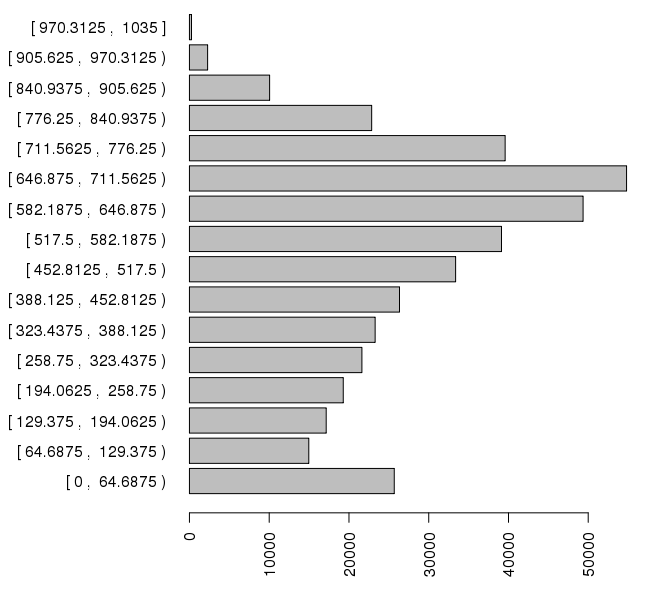 [ 970.3125 , 1035 ]
[ 905.625 , 970.3125 )
[ 840.9375 , 905.625 )
[ 776.25 , 840.9375 )
[ 711.5625 , 776.25 )
[ 646.875 , 711.5625 )
[ 582.1875 , 646.875 )
[ 517.5 , 582.1875 )
[ 452.8125 , 517.5 )
[ 388.125 , 452.8125 )
[ 323.4375 , 388.125 )
[ 258.75 , 323.4375 )
[ 194.0625 , 258.75 )
[ 129.375 , 194.0625 )
[ 64.6875 , 129.375 )
[ 0 , 64.6875 )
0
10000
20000
30000
40000
50000